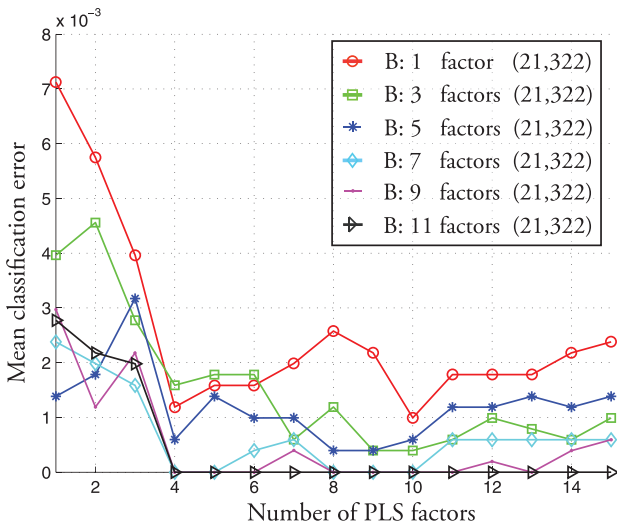 x 10⁻³
8
7
6
5
4
3
2
1
0
Mean classification error
B: 1 factor (21,322)
B: 3 factors (21,322)
B: 5 factors (21,322)
B: 7 factors (21,322)
B: 9 factors (21,322)
B: 11 factors (21,322)
2 4 6 8 10 12 14
Number of PLS factors